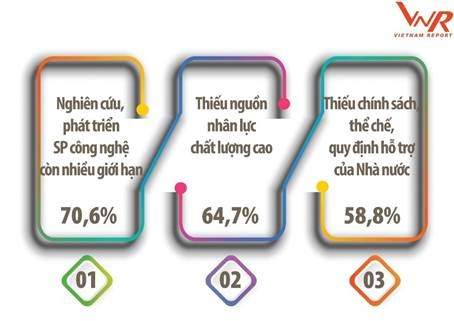 VNR
VIETNAM REPORT
Nghiên cứu,
phát triển
SP công nghệ
còn nhiều giới hạn
70,6%
01
Thiếu nguồn
nhân lực
chất lượng cao
64,7%
02
Thiếu chính sách,
thể chế,
quy định hỗ trợ
của Nhà nước
58,8%
03